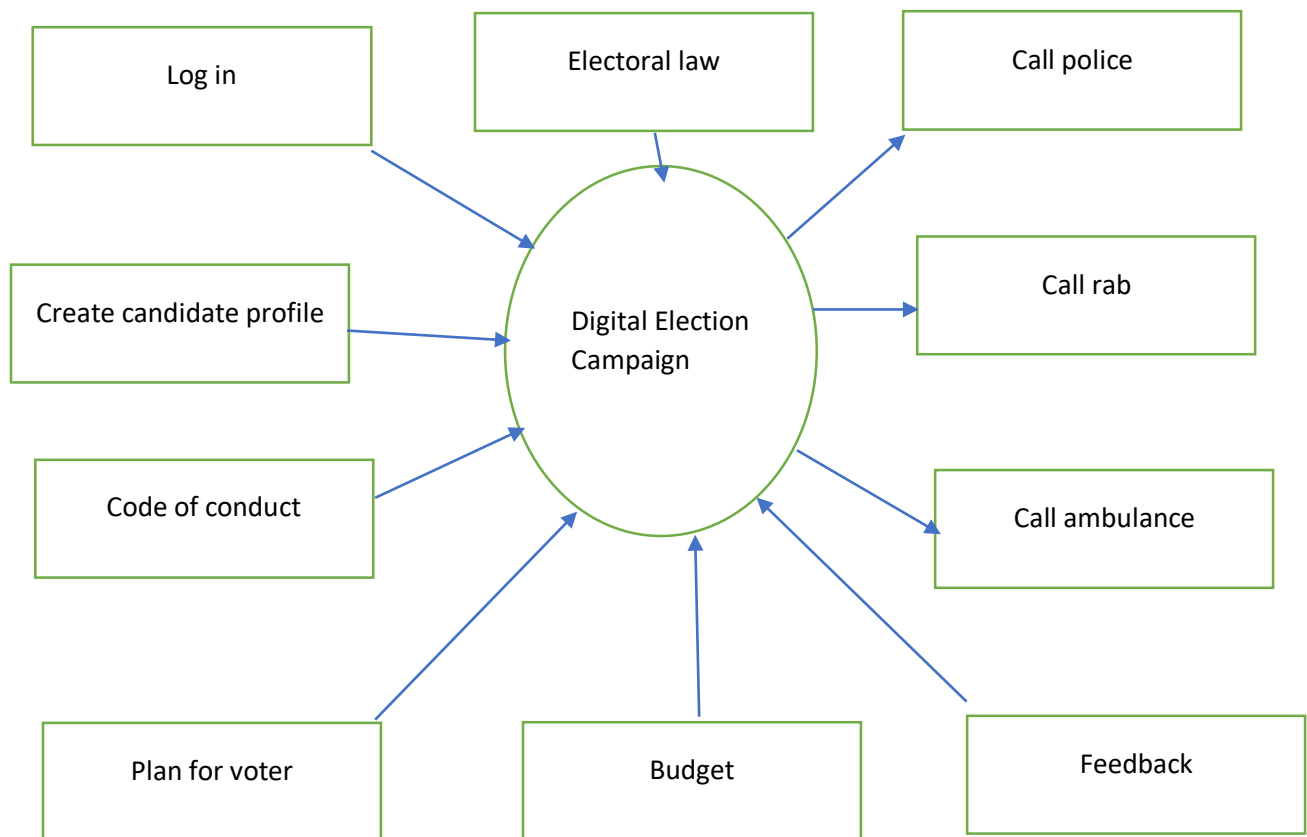 Log in
Electoral law
Call police
Create candidate profile
Digital Election
Campaign
Call rab
Code of conduct
Call ambulance
Plan for voter
Budget
Feedback